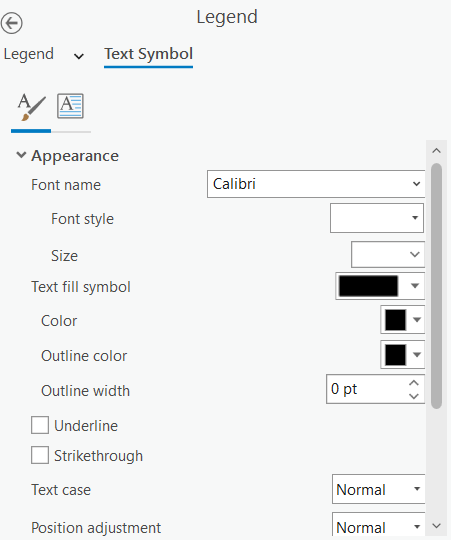 Legend
Legend Text Symbol
A A
Appearance
Font name Calibri
Font style
Size
Text fill symbol
Color
Outline color
Outline width 0 pt
Underline
Strikethrough
Text case Normal
Position adjustment Normal